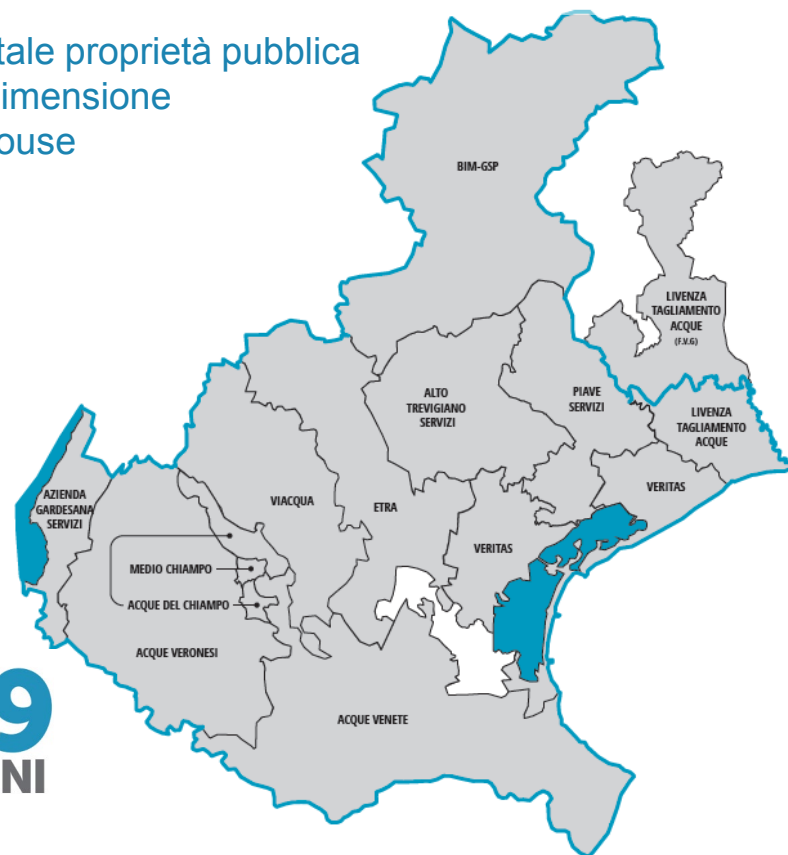 tale proprietà pubblica
dimensione
ouse
BIM-GSP
LIVENZA
TAGLIAMENTO
ACQUE
(F.V.G)
ALTO
TREVIGIANO
SERVIZI
PIAVE
SERVIZI
LIVENZA
TAGLIAMENTO
ACQUE
AZIENDA
GARDESANA
SERVIZI
VIACQUA
ETRA
VERITAS
VERITAS
MEDIO CHIAMPO
ACQUE DEL CHIAMPO
ACQUE VERONESI
ACQUE VENETE
9
NI